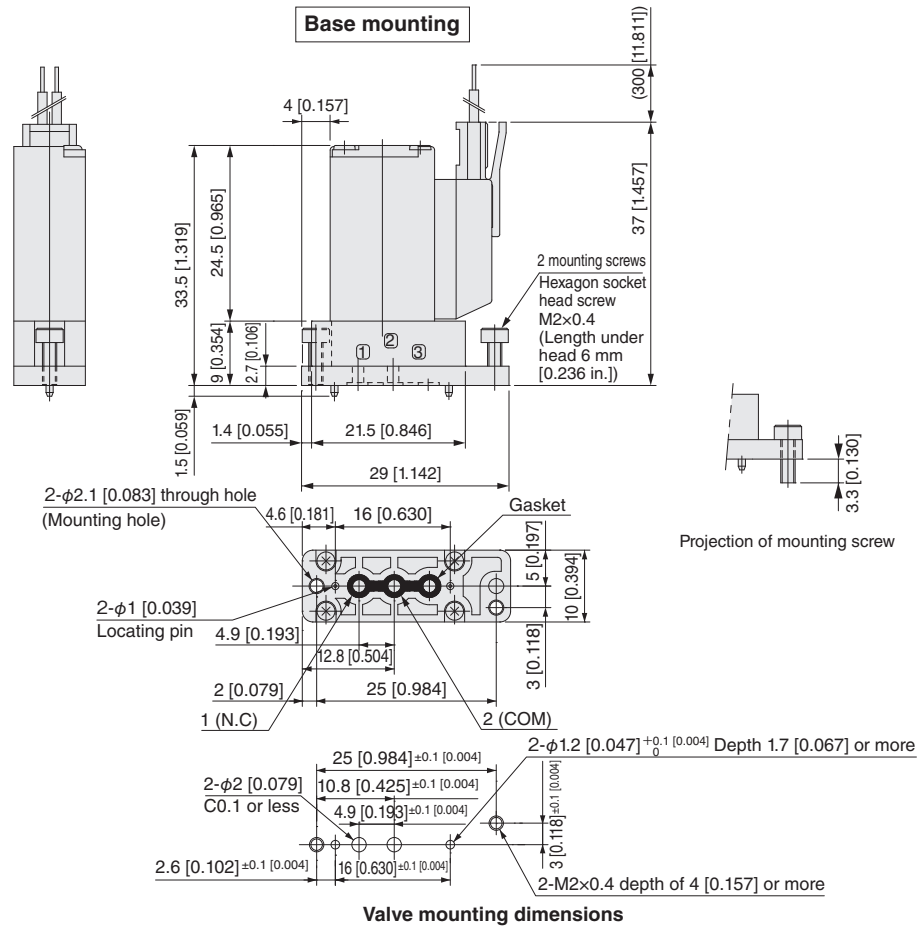 Base mounting
(300 [11.811])
4 [0.157]
33.5 [1.319]
24.5 [0.965]
37 [1.457]
2 mounting screws
Hexagon socket
head screw
M2×0.4
(Length under
head 6 mm
[0.236 in.])
9 [0.354]
2.7 [0.106]
1 2 3
1.5 [0.059]
1.4 [0.055]
21.5 [0.846]
29 [1.142]
3.3 [0.130]
Projection of mounting screw
2-φ2.1 [0.083] through hole
(Mounting hole)
4.6 [0.181]
16 [0.630]
Gasket
5 [0.197]
10 [0.394]
2-φ1 [0.039]
Locating pin
4.9 [0.193]
12.8 [0.504]
3 [0.118]
2 [0.079]
25 [0.984]
1 (N.C)
2 (COM)
2-φ1.2 [0.047] +0.1 [0.004] 0 Depth 1.7 [0.067] or more
25 [0.984] ±0.1 [0.004]
2-φ2 [0.079]
C0.1 or less
10.8 [0.425] ±0.1 [0.004]
4.9 [0.193] ±0.1 [0.004]
3 [0.118] ±0.1 [0.004]
2.6 [0.102] ±0.1 [0.004]
16 [0.630] ±0.1 [0.004]
2-M2×0.4 depth of 4 [0.157] or more
Valve mounting dimensions